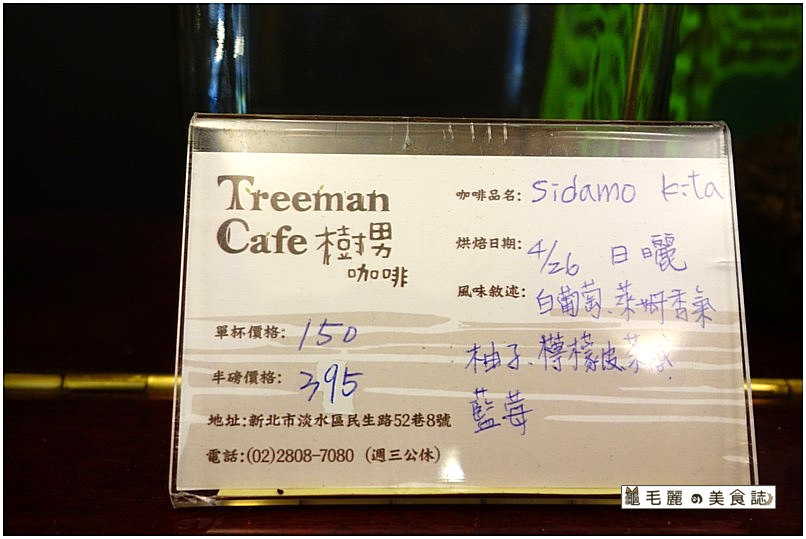 Treeman
Cafe 樹男
咖啡
咖啡品名: Sidamo Kita
烘焙日期: 4/26 日曬
風味敘述: 白葡萄、萊姆香氣
柚子、檸檬皮
藍莓
單杯價格: 150
半磅價格: 395
地址:新北市淡水區民生路52巷8號
電話:(02)2808-7080 (週三公休)
龜毛麗の美食誌